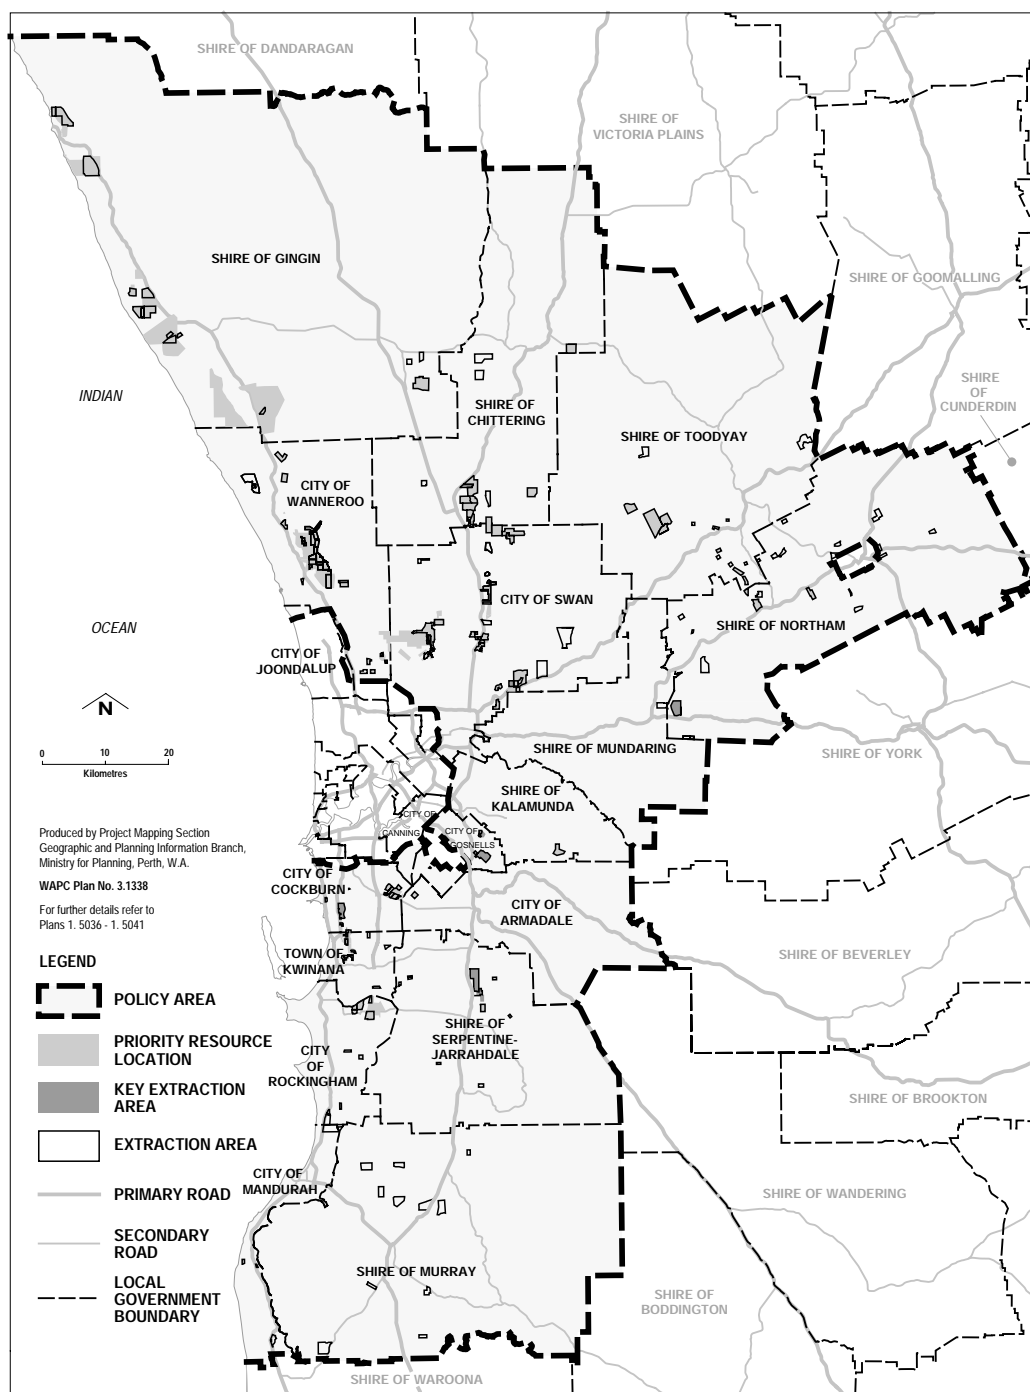 SHIRE OF DANDARAGAN
SHIRE OF
VICTORIA PLAINS
SHIRE OF GINGIN
SHIRE OF GOOMALLING
INDIAN
SHIRE
OF
CUNDERDIN
SHIRE OF
CHITTERING
SHIRE OF TOODYAY
CITY OF
WANNEROO
CITY OF SWAN
OCEAN
SHIRE OF NORTHAM
CITY OF
JOONDALUP
N
SHIRE OF MUNDARING
SHIRE OF YORK
0 10 20
Kilometres
SHIRE OF
KALAMUNDA
CITY OF
CANNING
CITY OF
GOSNELLS
Produced by Project Mapping Section
Geographic and Planning Information Branch,
Ministry for Planning, Perth, W.A.
WAPC Plan No. 3.1338
For further details refer to
Plans 1. 5036 - 1. 5041
CITY OF
COCKBURN
CITY OF
ARMADALE
TOWN OF
KWINANA
SHIRE OF BEVERLEY
LEGEND
POLICY AREA
PRIORITY RESOURCE
LOCATION
KEY EXTRACTION
AREA
EXTRACTION AREA
PRIMARY ROAD
SECONDARY
ROAD
LOCAL
GOVERNMENT
BOUNDARY
SHIRE OF
SERPENTINE-
JARRAHDALE
CITY
OF
ROCKINGHAM
SHIRE OF BROOKTON
CITY OF
MANDURAH
SHIRE OF WANDERING
SHIRE OF MURRAY
SHIRE OF
BODDINGTON
SHIRE OF WAROONA